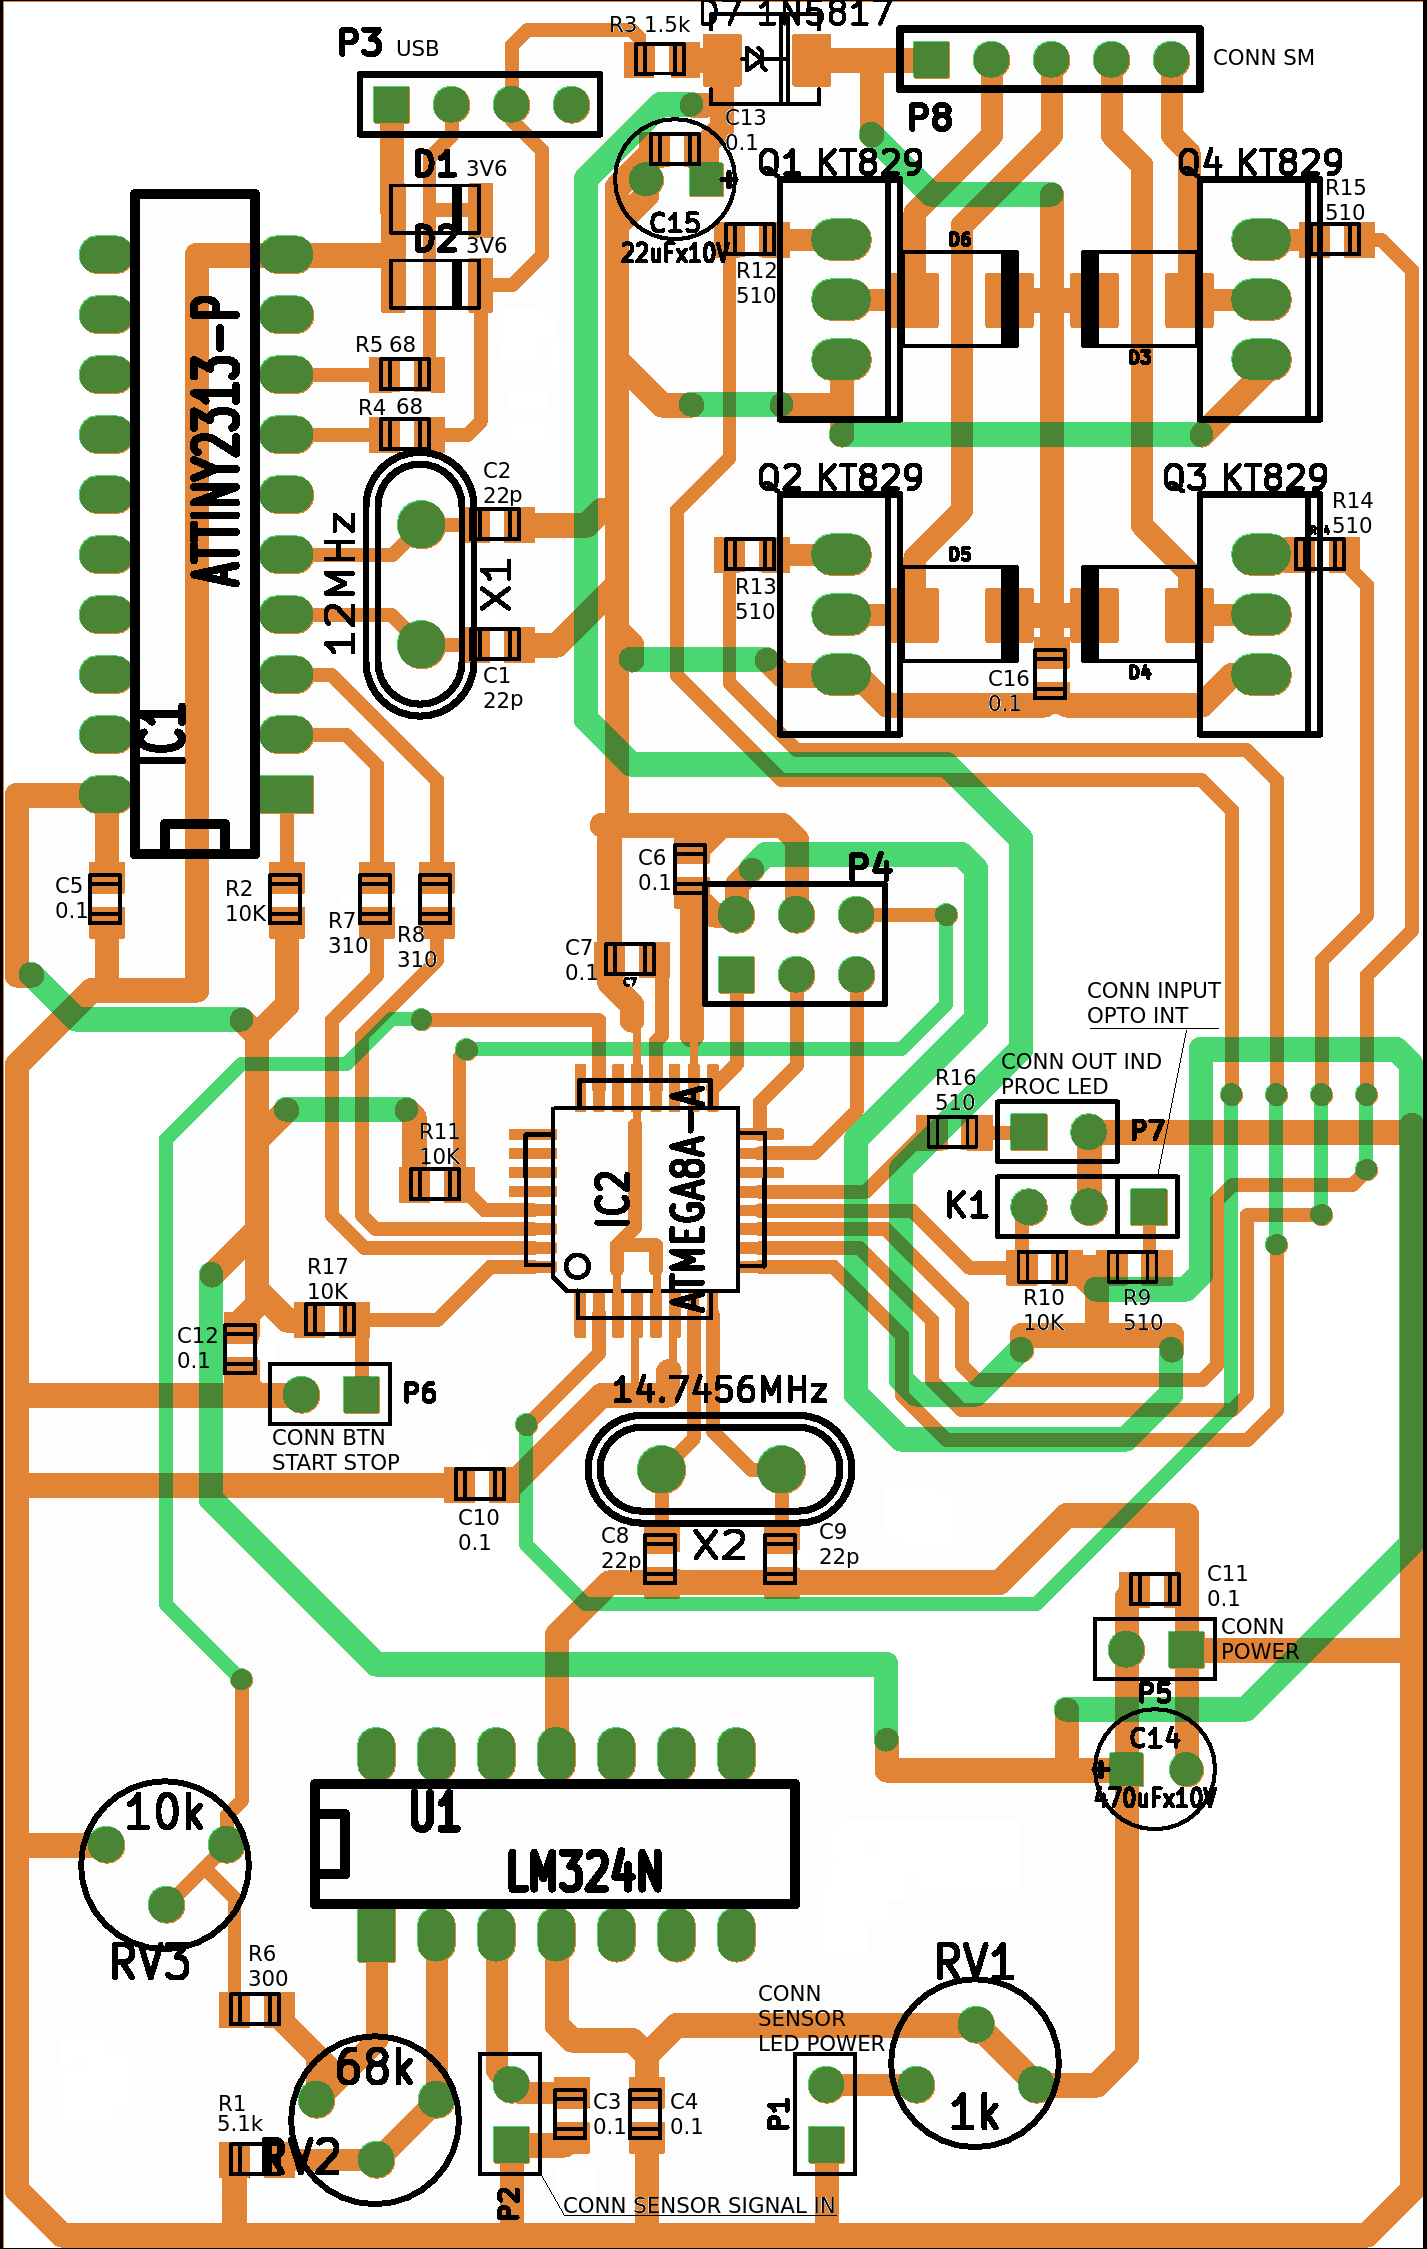 D7 1N5817
R3 1.5k
P3 USB
CONN SM
P8
C13
0.1
D1 3V6
Q1 KT829
Q4 KT829
R15
510
C15
22uFx10V
D2 3V6
D6
R12
510
D3
ATTINY2313-P
IC1
R5 68
R4 68
C2
22p
12MHz
X1
C1
22p
Q2 KT829
Q3 KT829
R14
510
D5
R13
510
C16
0.1
D4
C6
0.1
P4
C5
0.1
R2
10K
R7
310
R8
310
C7
0.1
C7
CONN INPUT
OPTO INT
CONN OUT IND
PROC LED
R16
510
P7
R11
10K
IC2
ATMEGA8A-A
K1
R17
10K
R10
10K
R9
510
C12
0.1
P6
CONN BTN
START STOP
14.7456MHz
C10
0.1
C8
22p
X2
C9
22p
C11
0.1
CONN
POWER
P5
C14
470uFx10V
10k
RV3
U1
LM324N
R6
300
CONN
SENSOR
LED POWER
RV1
1k
68k
RV2
R1
5.1k
C3
0.1
C4
0.1
P1
P2
CONN SENSOR SIGNAL IN